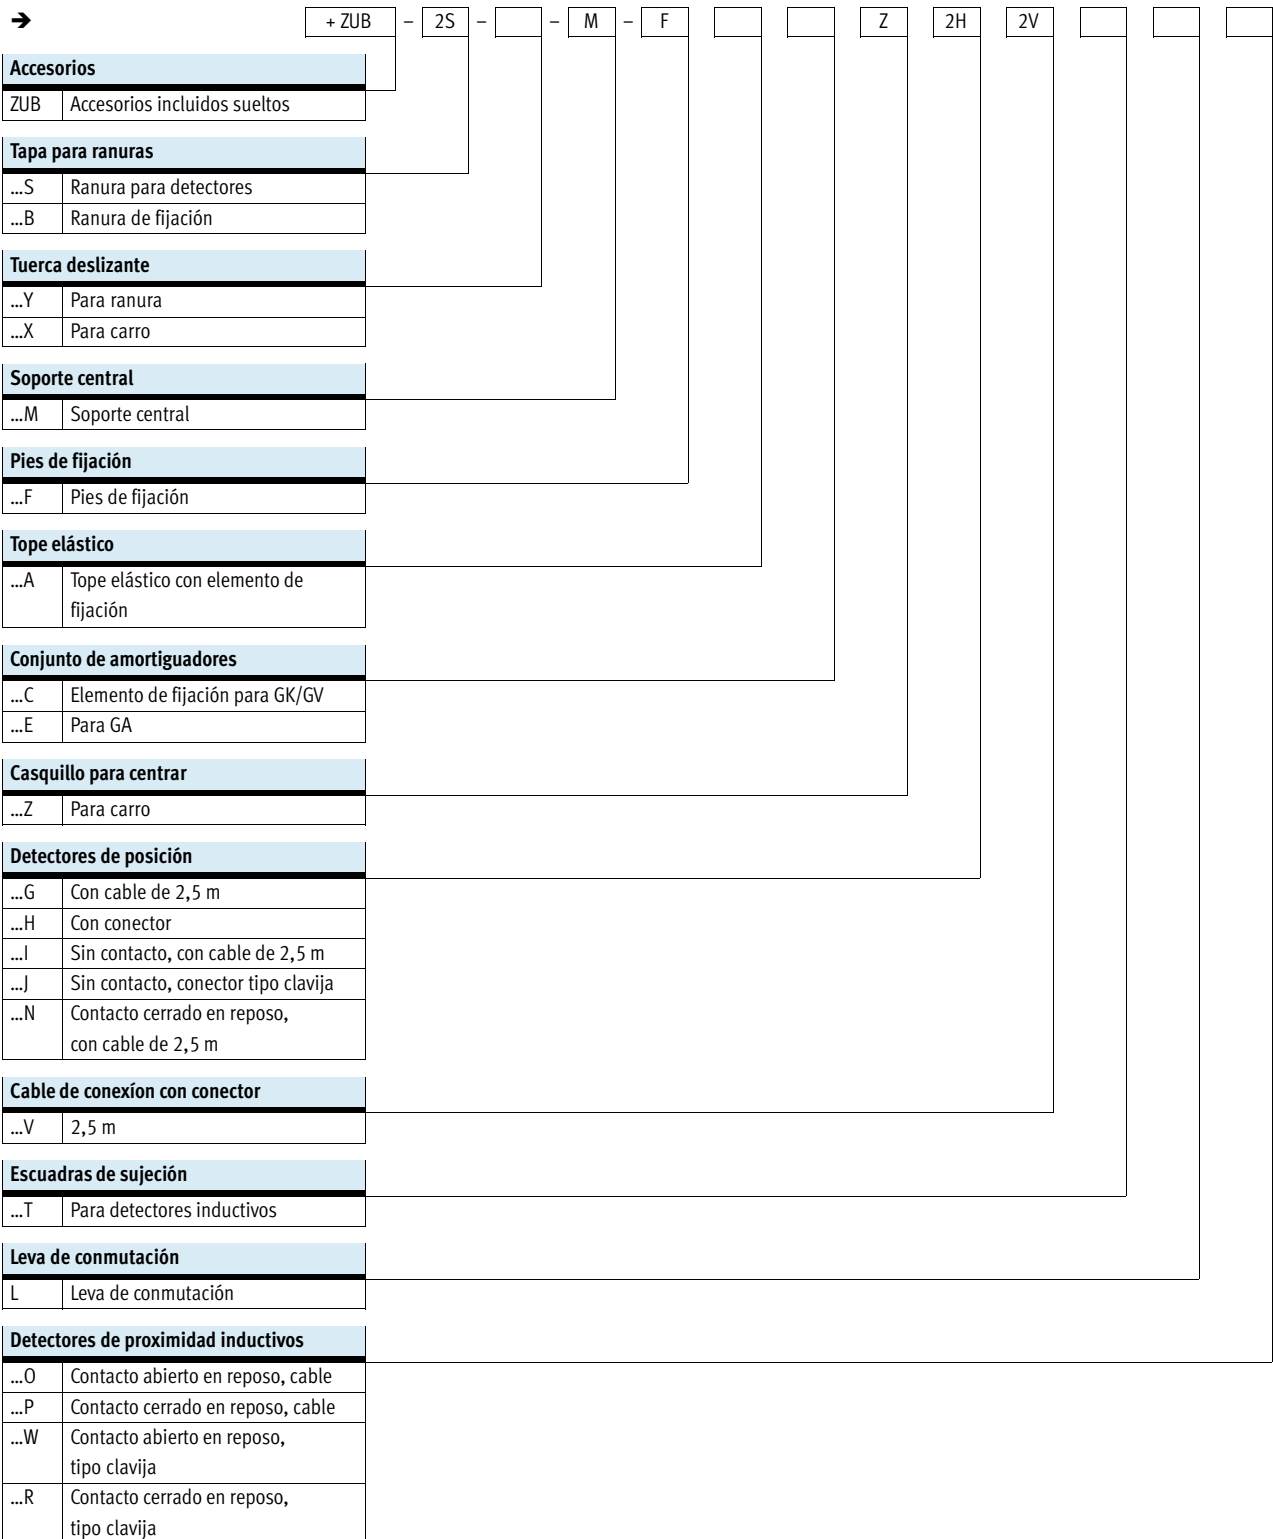 ➔ + ZUB – 2S – – M – F Z 2H 2V
Accesorios
ZUB Accesorios incluidos sueltos
Tapa para ranuras
...S Ranura para detectores
...B Ranura de fijación
Tuerca deslizante
...Y Para ranura
...X Para carro
Soporte central
...M Soporte central
Pies de fijación
...F Pies de fijación
Tope elástico
...A Tope elástico con elemento de
fijación
Conjunto de amortiguadores
...C Elemento de fijación para GK/GV
...E Para GA
Casquillo para centrar
...Z Para carro
Detectores de posición
...G Con cable de 2,5 m
...H Con conector
...I Sin contacto, con cable de 2,5 m
...J Sin contacto, conector tipo clavija
...N Contacto cerrado en reposo,
con cable de 2,5 m
Cable de conexíon con conector
...V 2,5 m
Escuadras de sujeción
...T Para detectores inductivos
Leva de conmutación
L Leva de conmutación
Detectores de proximidad inductivos
...O Contacto abierto en reposo, cable
...P Contacto cerrado en reposo, cable
...W Contacto abierto en reposo,
tipo clavija
...R Contacto cerrado en reposo,
tipo clavija